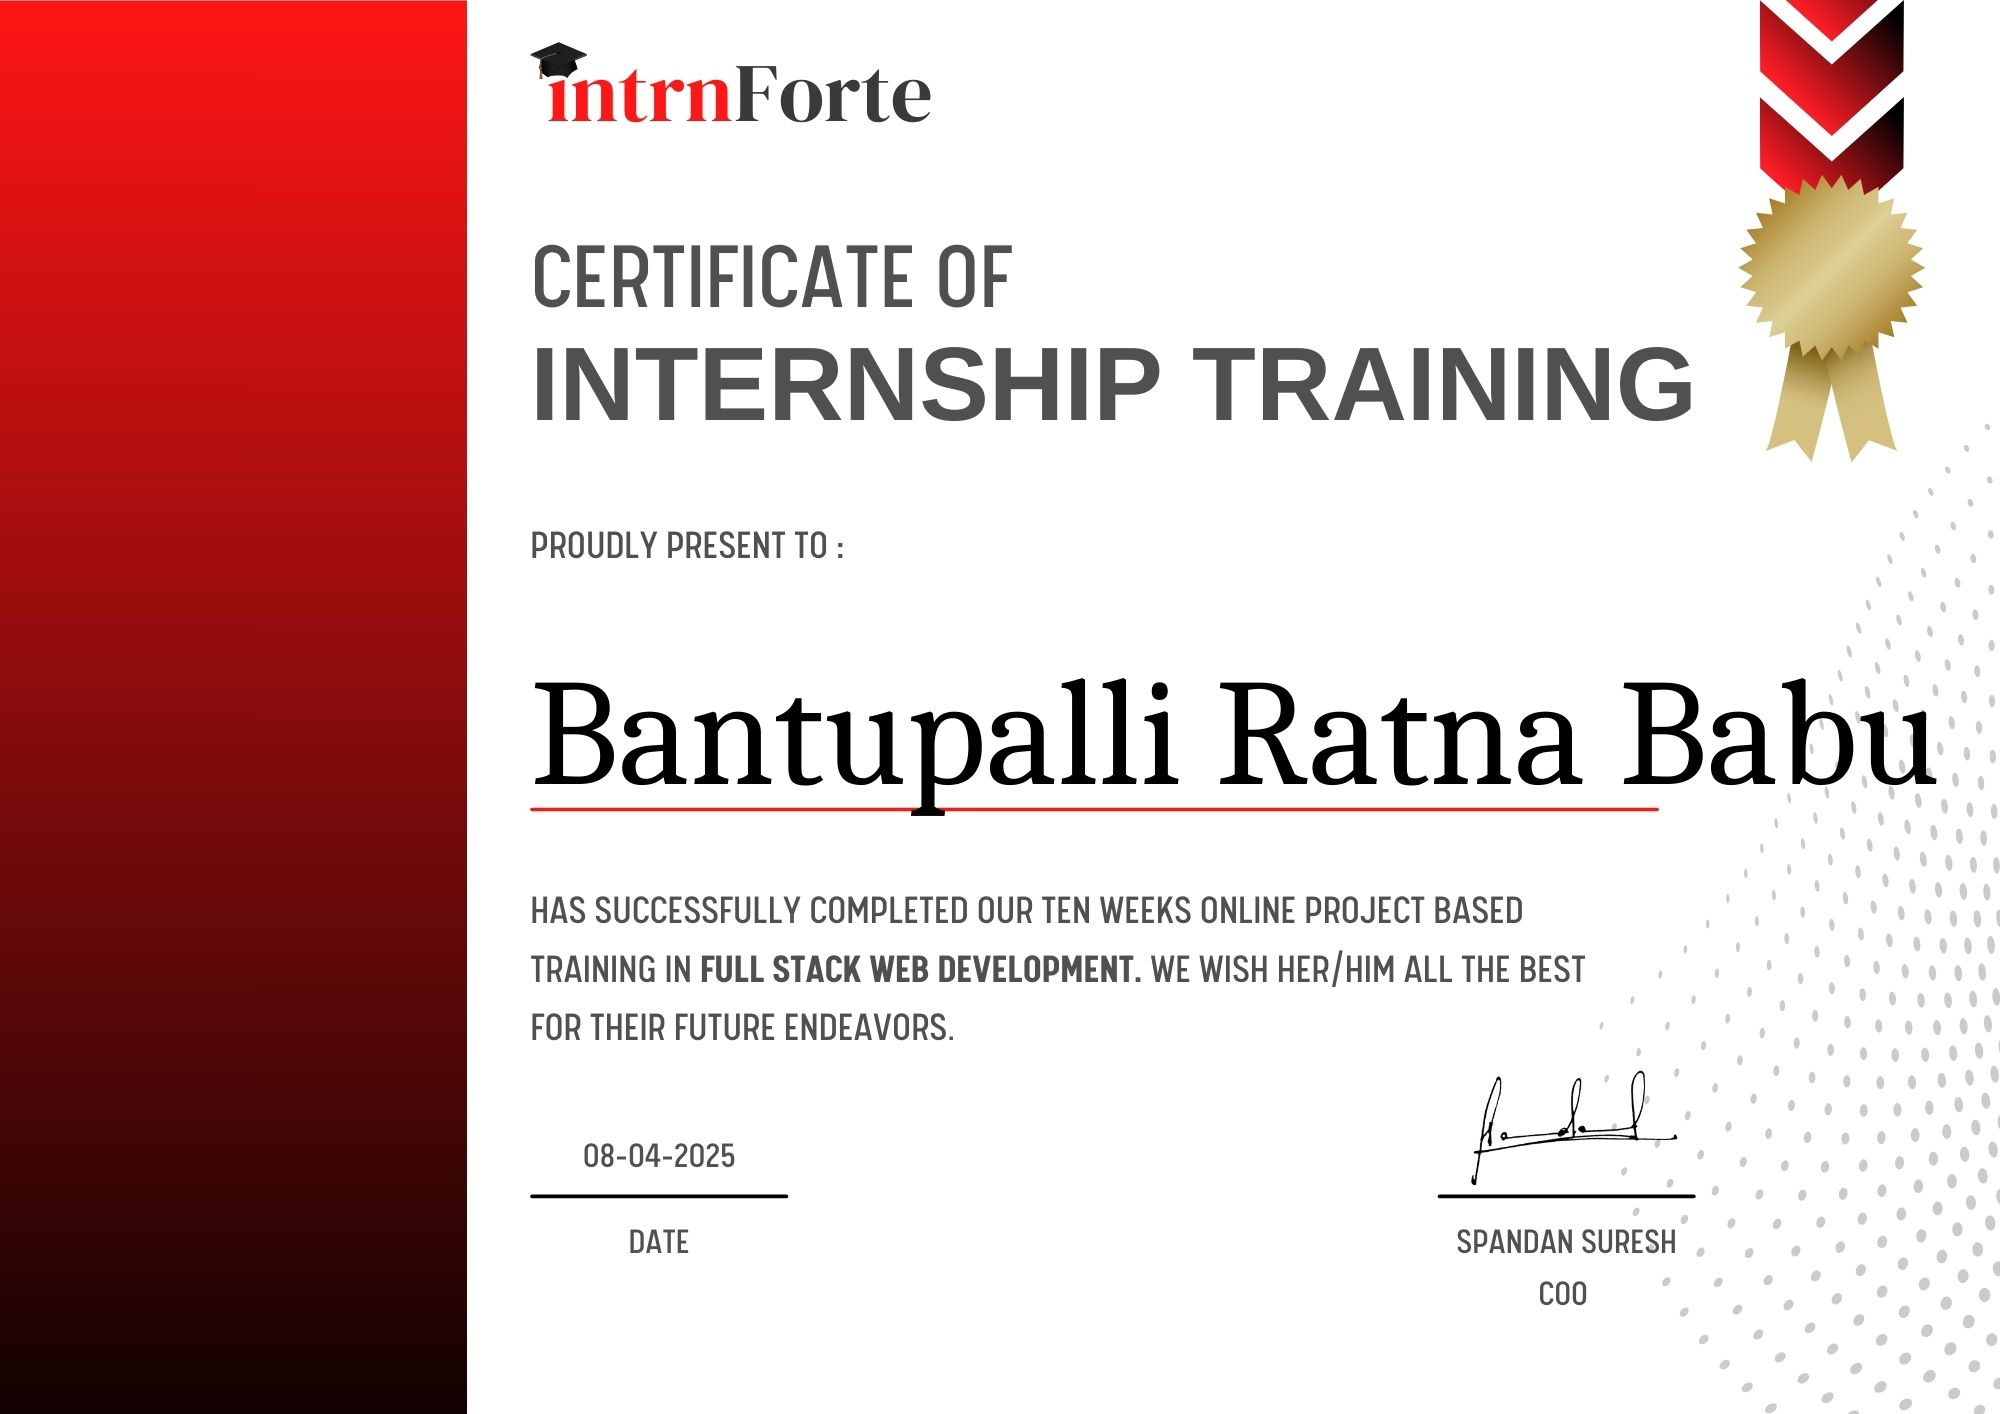 intrnForte
CERTIFICATE OF
INTERNSHIP TRAINING
PROUDLY PRESENT TO :
Bantupalli Ratna Babu
HAS SUCCESSFULLY COMPLETED OUR TEN WEEKS ONLINE PROJECT BASED
TRAINING IN FULL STACK WEB DEVELOPMENT. WE WISH HER/HIM ALL THE BEST
FOR THEIR FUTURE ENDEAVORS.
08-04-2025
DATE
SPANDAN SURESH
COO